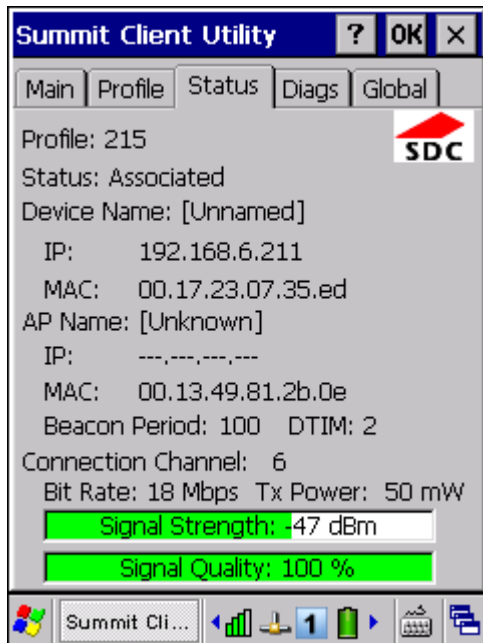 Summit Client Utility ? OK ×
Main Profile Status Diags Global
Profile: 215
SDC
Status: Associated
Device Name: [Unnamed]
IP: 192.168.6.211
MAC: 00.17.23.07.35.ed
AP Name: [Unknown]
IP: ---.---.---.---
MAC: 00.13.49.81.2b.0e
Beacon Period: 100 DTIM: 2
Connection Channel: 6
Bit Rate: 18 Mbps Tx Power: 50 mW
Signal Strength: -47 dBm
Signal Quality: 100 %
Summit Cli... 1